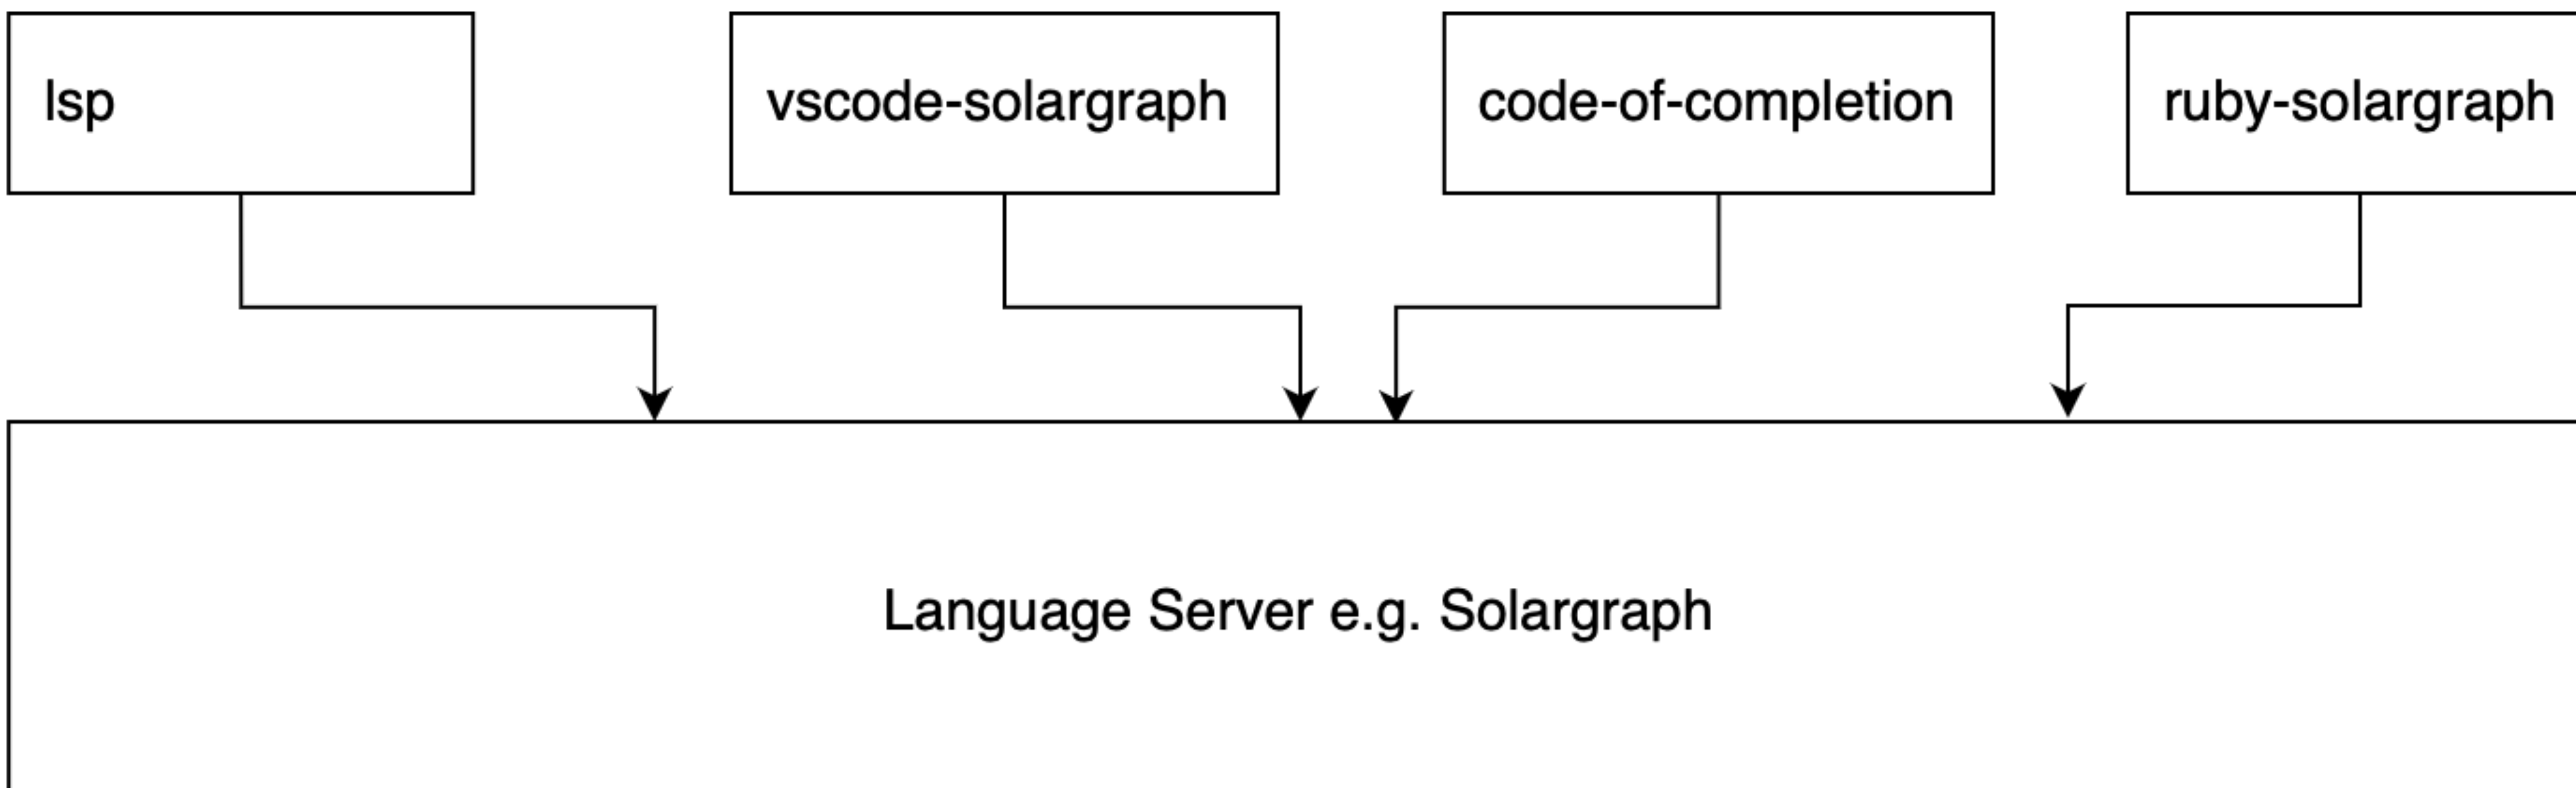 lsp
vscode-solargraph
code-of-completion
ruby-solargraph
Language Server e.g. Solargraph